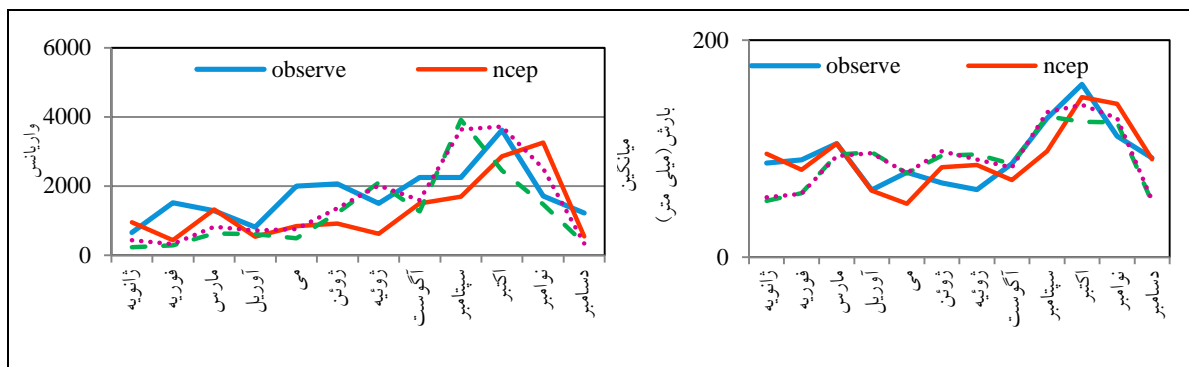 6000
4000
2000
0
واریانس
observe
ncep
ژانویه
فوریه
مارس
آوریل
می
ژوئن
ژوئیه
آگوست
سپتامبر
اکتبر
نوامبر
دسامبر
200
0
میانگین
بارش(میلی متر)
observe
ncep
ژانویه
فوریه
مارس
آوریل
می
ژوئن
ژوئیه
آگوست
سپتامبر
اکتبر
نوامبر
دسامبر